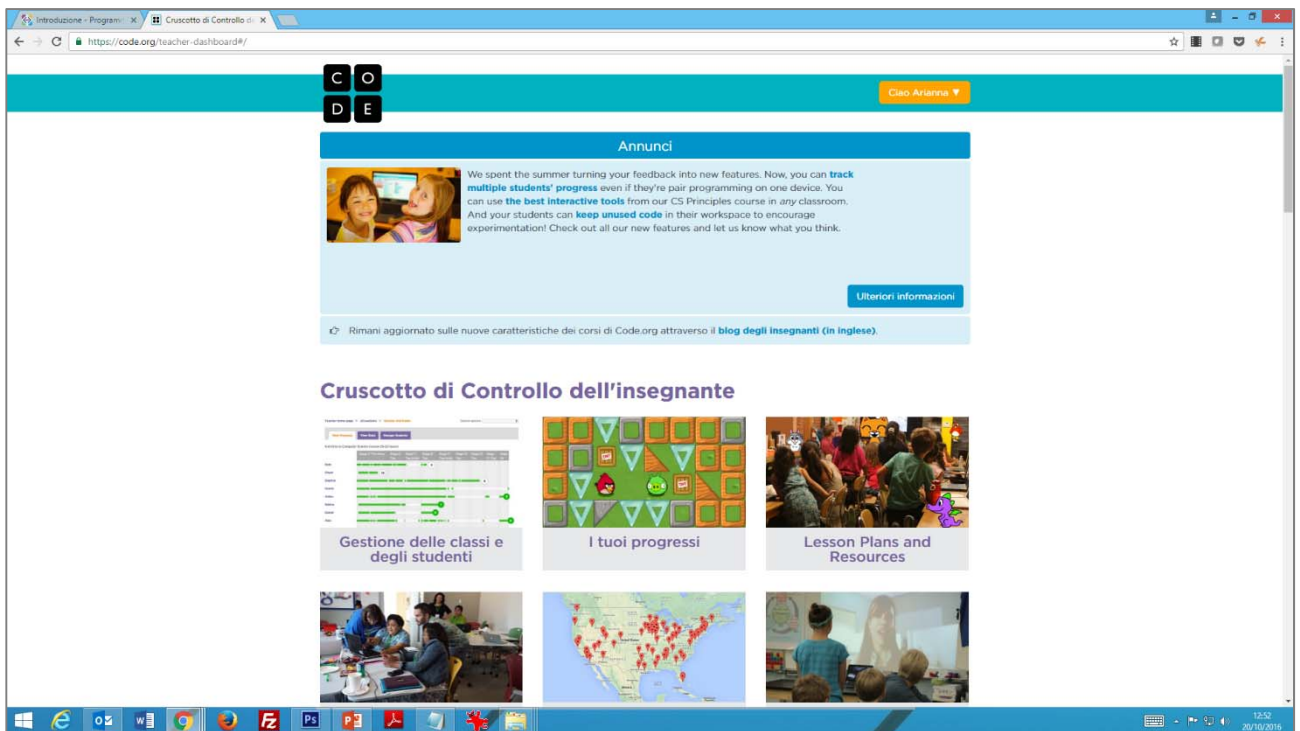 Introduzione - Programm
Cruscotto di Controllo d
https://code.org/teacher-dashboard#/
C O
D E
Ciao Arianna ▼
Annunci
We spent the summer turning your feedback into new features. Now, you can track
multiple students' progress even if they're pair programming on one device. You
can use the best interactive tools from our CS Principles course in any classroom.
And your students can keep unused code in their workspace to encourage
experimentation! Check out all our new features and let us know what you think.
Ulteriori informazioni
Rimani aggiornato sulle nuove caratteristiche dei corsi di Code.org attraverso il blog degli insegnanti (in inglese).
Cruscotto di Controllo dell'insegnante
Gestione delle classi e
degli studenti
I tuoi progressi
Lesson Plans and
Resources
12:52
20/10/2016